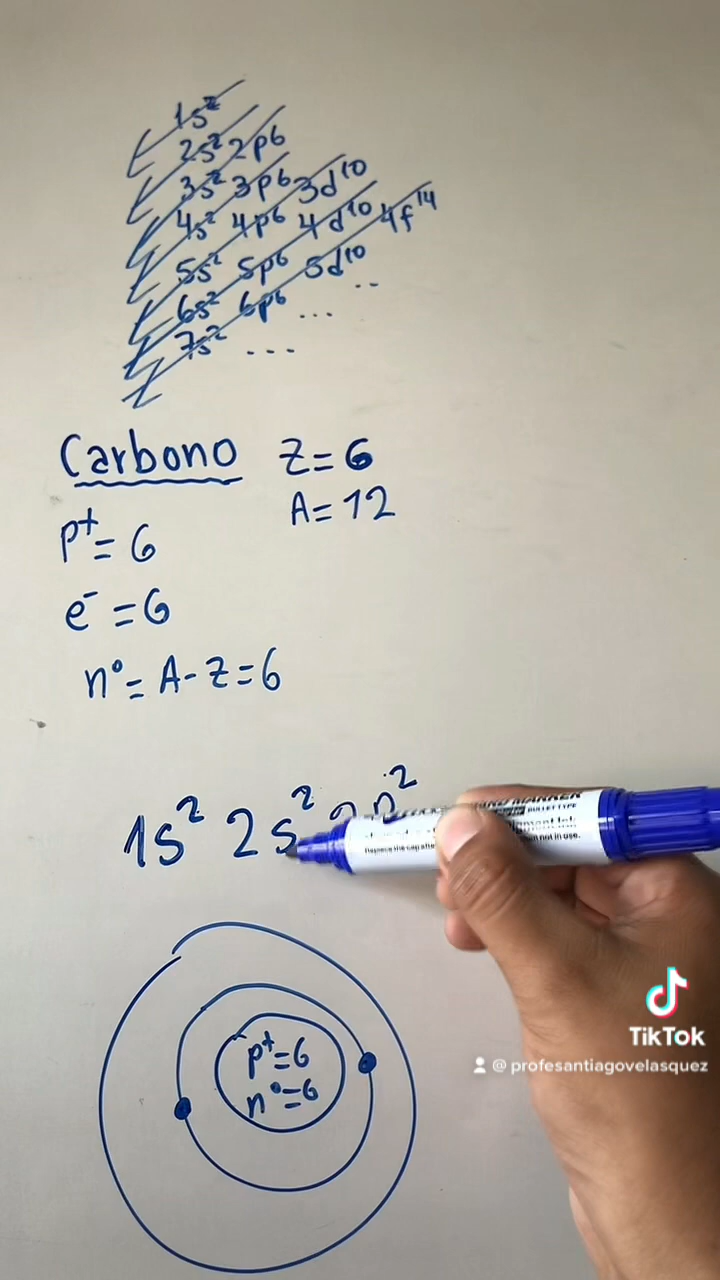 1s²
2s² 2p6
3s² 3p6 3d10
4s² 4p6 4d10 4f14
5s² 5p6 5d10 ..
6s² 6p6 ...
7s² ...
Carbono Z=6
A=12
p+=6
e-=6
n°=A-Z=6
1s² 2s² 2p²
p+=6
n°=6
TikTok
@profesantiagovelasquez